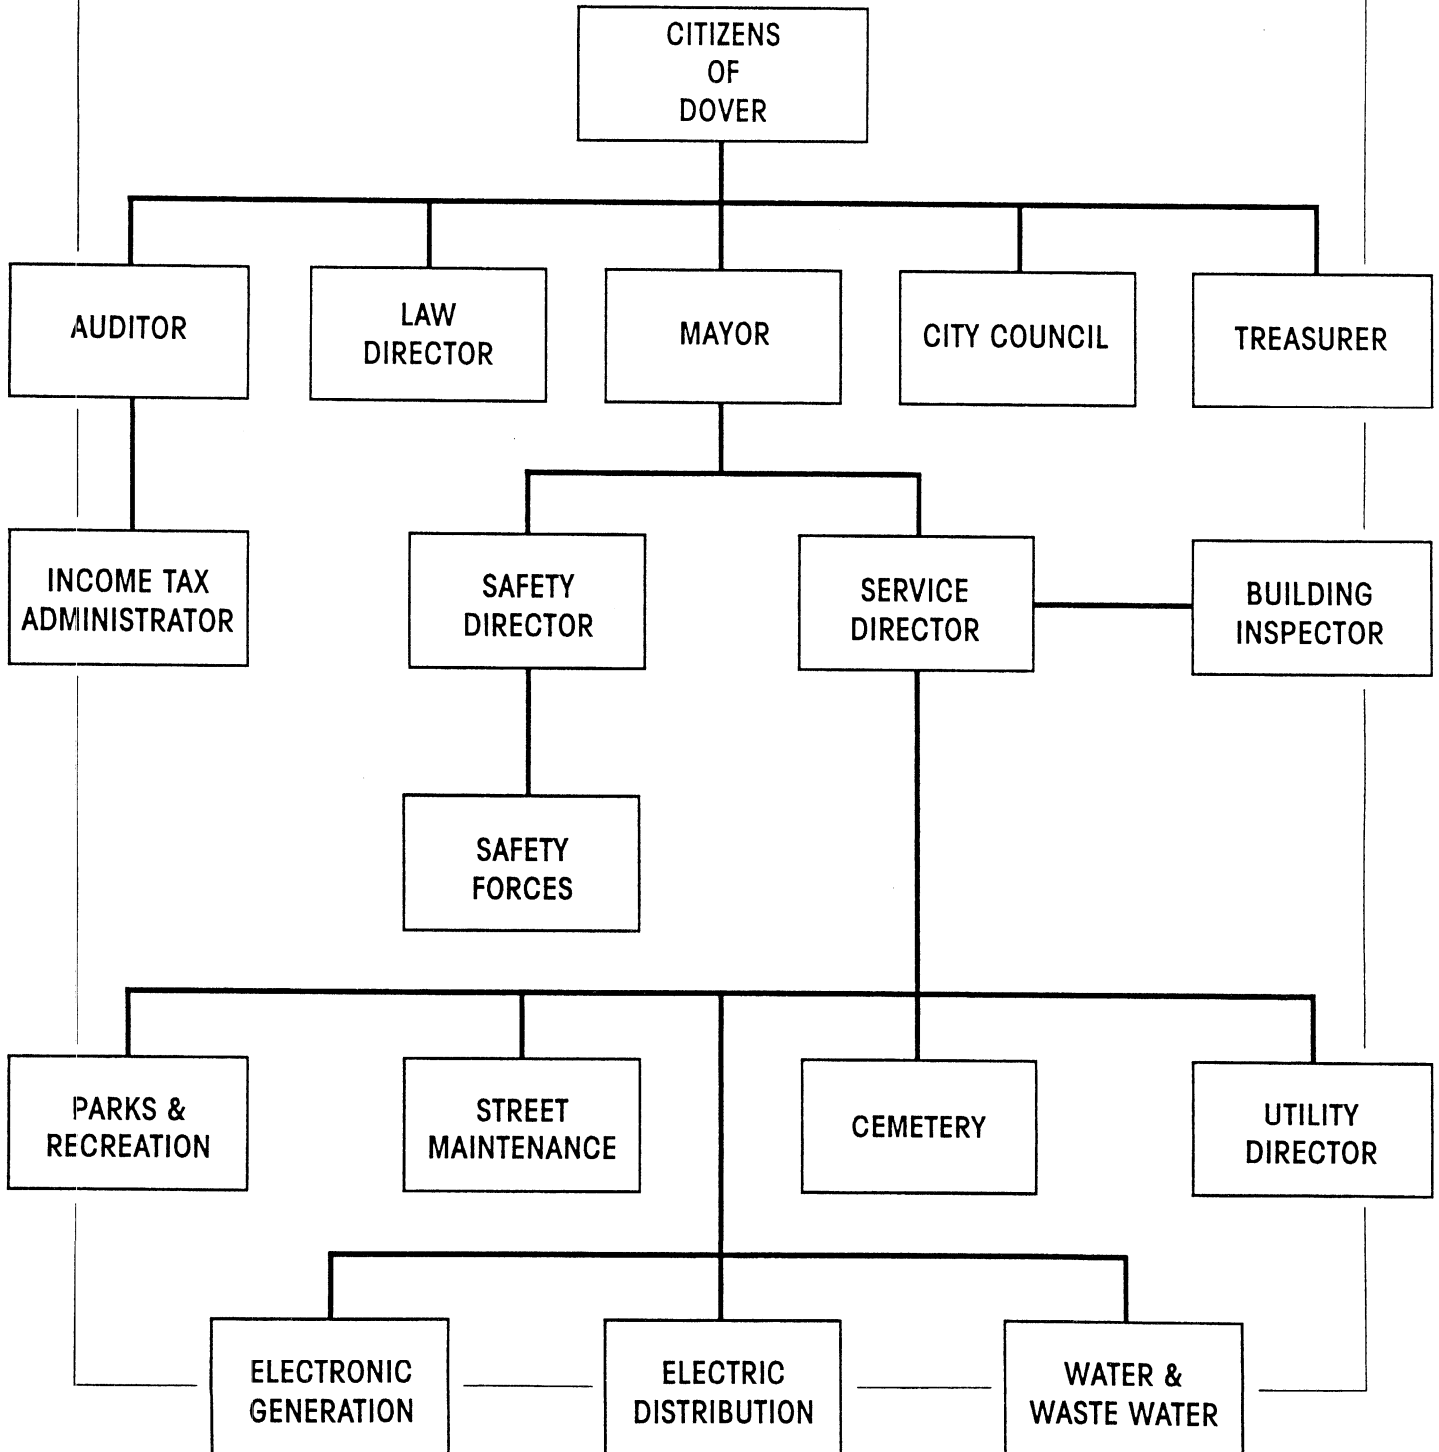 CITIZENS
OF
DOVER
AUDITOR
LAW
DIRECTOR
MAYOR
CITY COUNCIL
TREASURER
INCOME TAX
ADMINISTRATOR
SAFETY
DIRECTOR
SERVICE
DIRECTOR
BUILDING
INSPECTOR
SAFETY
FORCES
PARKS &
RECREATION
STREET
MAINTENANCE
CEMETERY
UTILITY
DIRECTOR
ELECTRONIC
GENERATION
ELECTRIC
DISTRIBUTION
WATER &
WASTE WATER